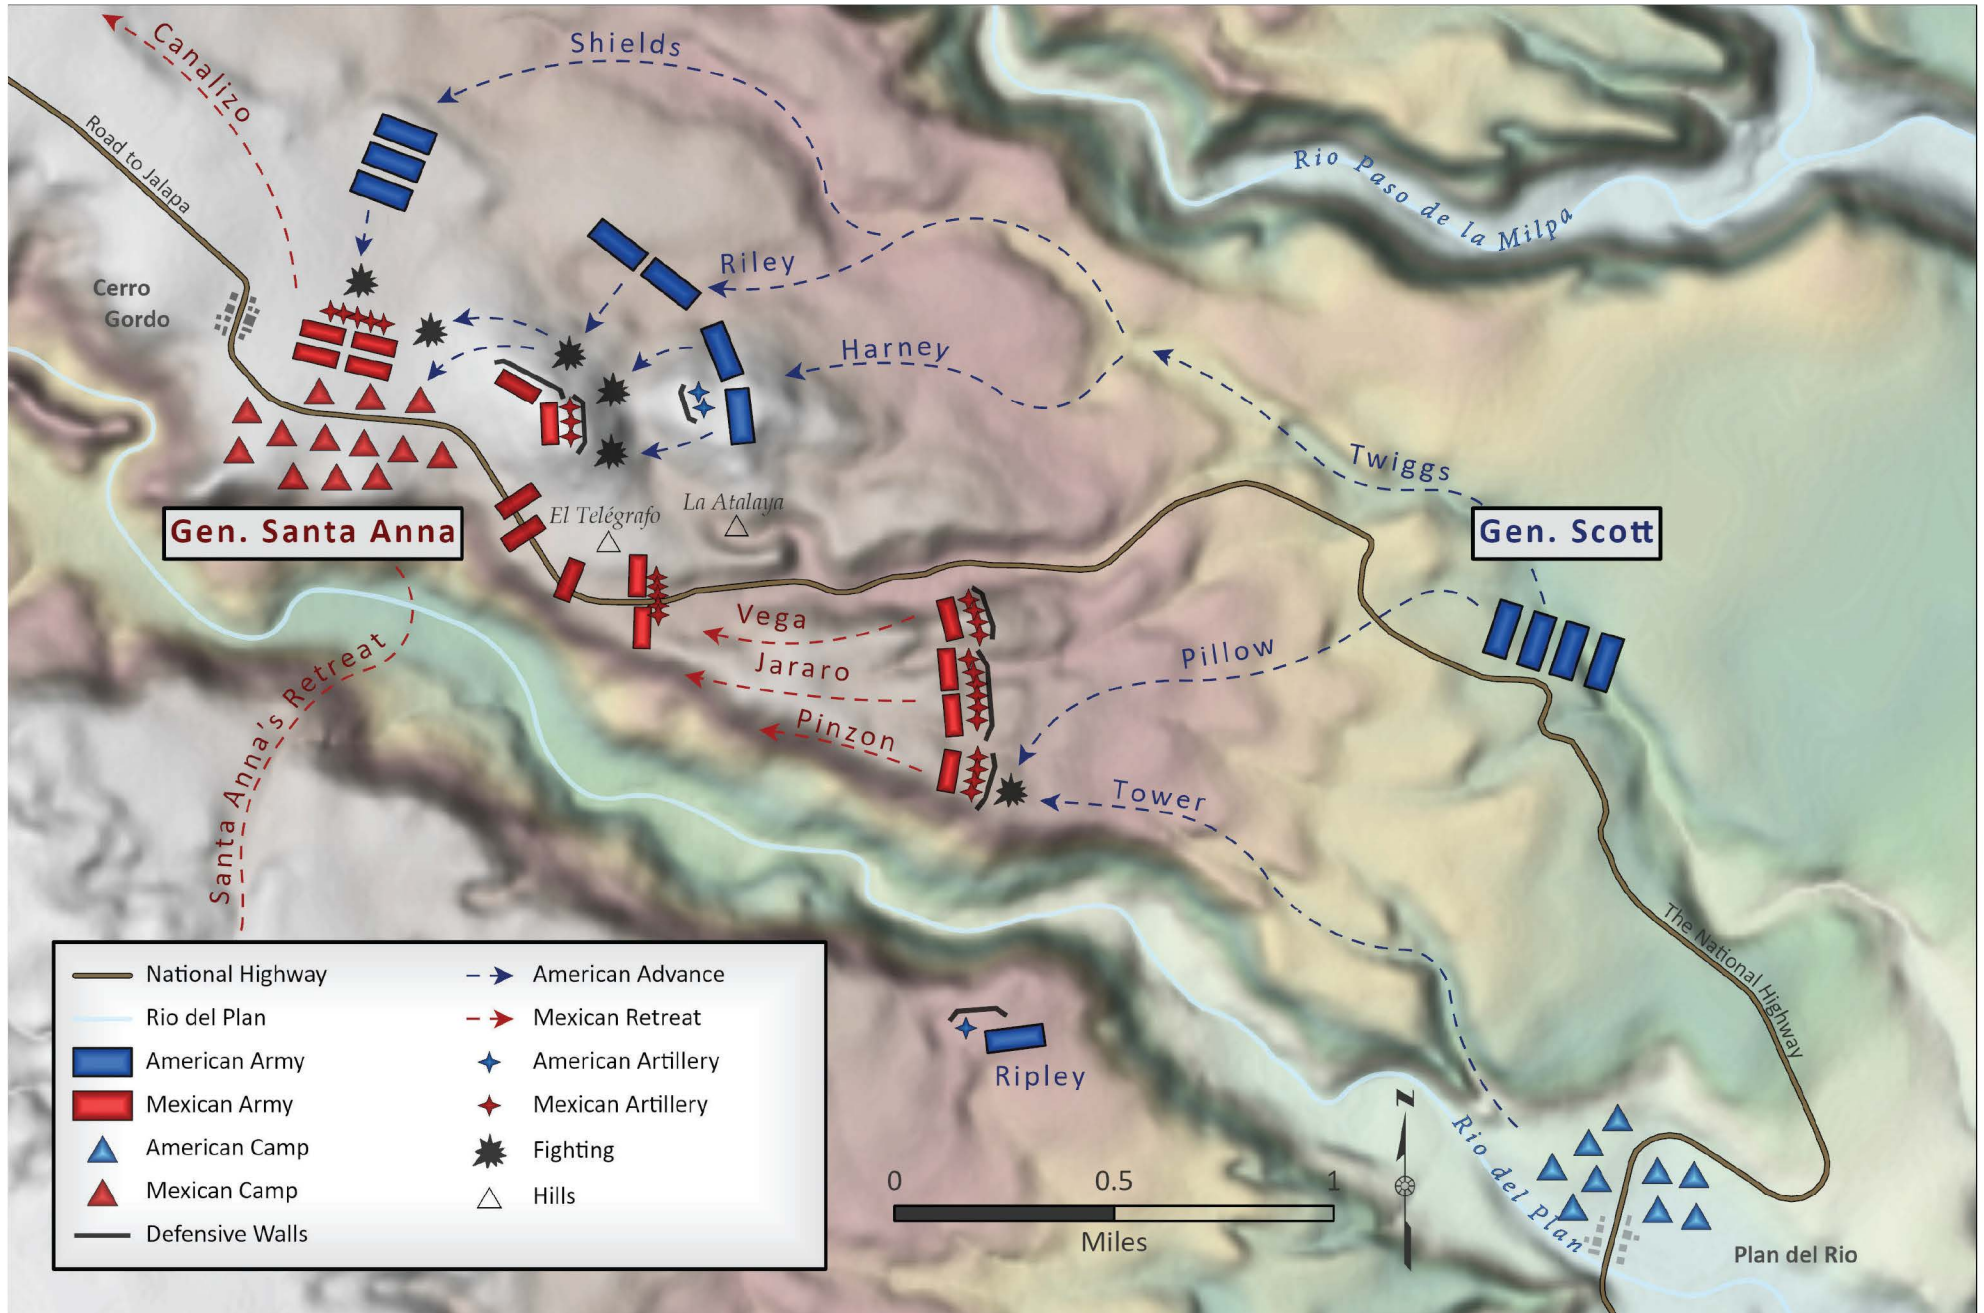 Canalizo
Shields
Road to Jalapa
Rio Paso de la Milpa
Riley
Cerro
Gordo
Harney
Twiggs
El Telégrafo
La Atalaya
Gen. Santa Anna
Gen. Scott
Vega
Jararo
Pinzon
Pillow
Santa Anna's Retreat
Tower
The National Highway
National Highway
Rio del Plan
American Army
Mexican Army
American Camp
Mexican Camp
Defensive Walls
American Advance
Mexican Retreat
American Artillery
Mexican Artillery
Fighting
Hills
Ripley
0 0.5 1
Miles
N
Rio del Plan
Plan del Rio